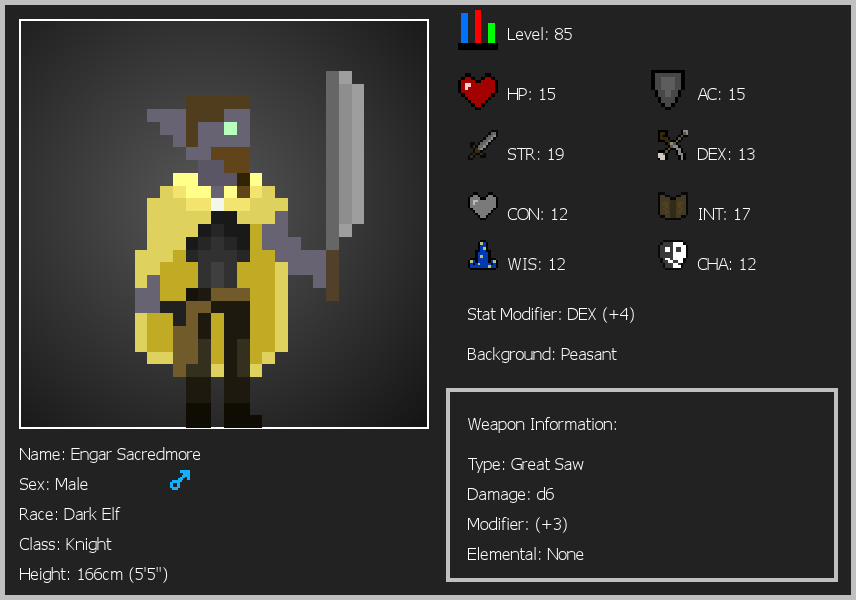 Level: 85
HP: 15
AC: 15
STR: 19
DEX: 13
CON: 12
INT: 17
WIS: 12
CHA: 12
Stat Modifier: DEX (+4)
Background: Peasant
Weapon Information:
Type: Great Saw
Damage: d6
Modifier: (+3)
Elemental: None
Name: Engar Sacredmore
Sex: Male
Race: Dark Elf
Class: Knight
Height: 166cm (5'5")